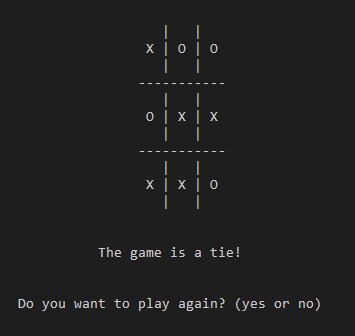 X | O | O
O | X | X
X | X | O
The game is a tie!
Do you want to play again? (yes or no)